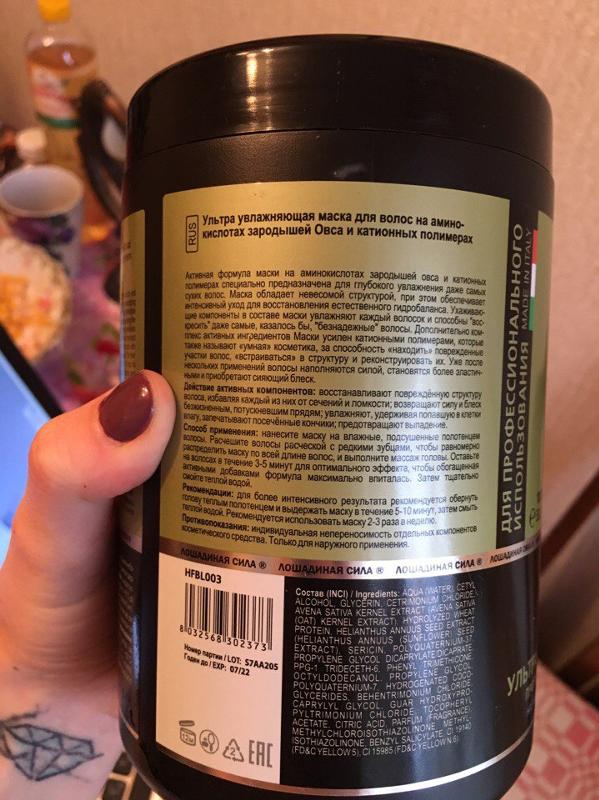 RUS
Ультра увлажняющая маска для волос на амино-
кислотах зародышей Овса и катионных полимерах
Активная формула маски на аминокислотах зародышей овса и катионных
полимерах специально предназначена для глубокого увлажнения даже самых
сухих волос. Маска обладает невесомой структурой, при этом обеспечивает
интенсивный уход для восстановления естественного гидробаланса. Ухаживаю-
щие компоненты в составе маски увлажняют каждый волосок и способны "вос-
кресить" даже самые, казалось бы, "безнадежные" волосы. Дополнительно ком-
плекс активных ингредиентов Маски усилен катионными полимерами, которые
также называют «умная» косметика, за способность «находить» поврежденные
участки волос, «встраиваться» в структуру и реконструировать их. Уже после
нескольких применений волосы наполняются силой, становятся более эластич-
ными и приобретают сияющий блеск.
Действие активных компонентов: восстанавливают повреждённую структуру
волоса, избавляя каждый из них от сечений и ломкости; возвращают силу и блеск
безжизненным, потускневшим прядям; увлажняют, удерживая попавшую в клетки
влагу, запечатывают посечённые кончики; предотвращают выпадение.
Способ применения: нанесите маску на влажные, подсушенные полотенцем
волосы. Расчешите волосы расческой с редкими зубцами, чтобы равномерно
распределить маску по всей длине волос, и выполните массаж головы. Оставьте
на волосах в течение 3-5 минут для оптимального эффекта, чтобы обогащенная
активными добавками формула максимально впиталась. Затем тщательно
смойте теплой водой.
Рекомендации: для более интенсивного результата рекомендуется обернуть
голову теплым полотенцем и выдержать маску в течение 5-10 минут, затем смыть
теплой водой. Рекомендуется использовать маску 2-3 раза в неделю.
Противопоказания: индивидуальная непереносимость отдельных компонентов
косметического средства. Только для наружного применения.
ДЛЯ ПРОФЕССИОНАЛЬНОГО
ИСПОЛЬЗОВАНИЯ MADE IN ITALY
ЛОШАДИНАЯ СИЛА ® ЛОШАДИНАЯ СИЛА ® ЛОШАДИНАЯ СИЛА ® ЛОШАДИНАЯ СИЛА
HFBL003
8 032568 302373
Номер партии / LOT: S7AA205
Годен до / EXP: 07/22
12M
2
EAC
Состав (INCI) / Ingredients: AQUA (WATER), CETYL
ALCOHOL, GLYCERIN, CETRIMONIUM CHLORIDE,
AVENA SATIVA KERNEL EXTRACT (AVENA SATIVA
(OAT) KERNEL EXTRACT), HYDROLYZED WHEAT
PROTEIN, HELIANTHUS ANNUUS SEED EXTRACT
(HELIANTHUS ANNUUS (SUNFLOWER) SEED
EXTRACT), SERICIN, POLYQUATERNIUM-37,
PROPYLENE GLYCOL DICAPRYLATE DICAPRATE,
PPG-1 TRIDECETH-6, PHENYL TRIMETHICONE,
OCTYLDODECANOL, PROPYLENE GLYCOL,
POLYQUATERNIUM-7, HYDROGENATED COCO-
GLYCERIDES, BEHENTRIMONIUM CHLORIDE,
CAPRYLYL GLYCOL, GUAR HYDROXYPRO-
PYLTRIMONIUM CHLORIDE, TOCOPHERYL
ACETATE, CITRIC ACID, PARFUM (FRAGRANCE),
METHYLCHLOROISOTHIAZOLINONE, METHYL-
ISOTHIAZOLINONE, BENZYL SALICYLATE, CI 19140
(FD&C YELLOW 5), CI 15985 (FD&C YELLOW N.6)